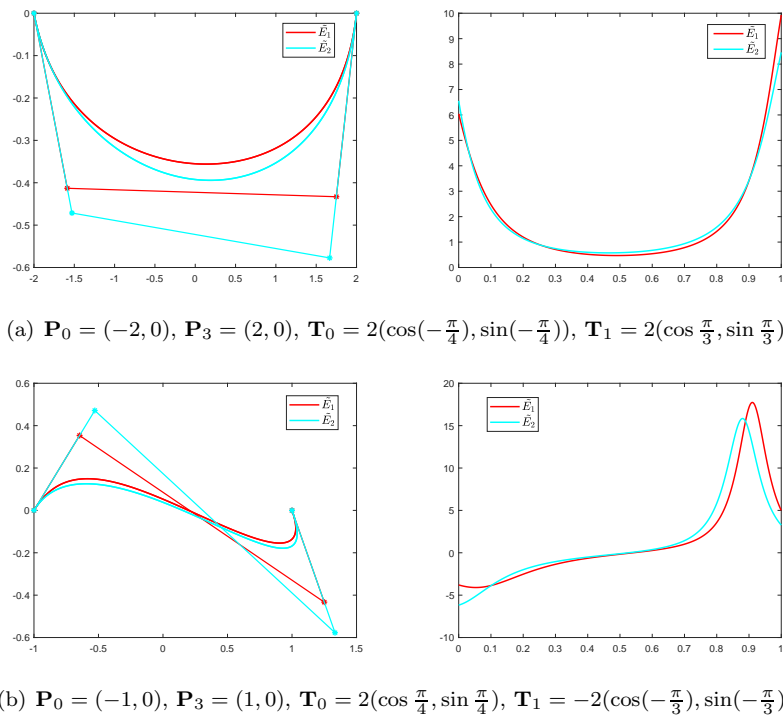 0
-0.1
-0.2
-0.3
-0.4
-0.5
-0.6
-2 -1.5 -1 -0.5 0 0.5 1 1.5 2
Ẽ₁
Ẽ₂
10
9
8
7
6
5
4
3
2
1
0
0 0.1 0.2 0.3 0.4 0.5 0.6 0.7 0.8 0.9 1
Ẽ₁
Ẽ₂
(a) P₀ = (−2, 0), P₃ = (2, 0), T₀ = 2(cos(−π/4), sin(−π/4)), T₁ = 2(cos π/3, sin π/3)
0.6
0.4
0.2
0
-0.2
-0.4
-0.6
-1 -0.5 0 0.5 1 1.5
Ẽ₁
Ẽ₂
20
15
10
5
0
-5
-10
0 0.1 0.2 0.3 0.4 0.5 0.6 0.7 0.8 0.9 1
Ẽ₁
Ẽ₂
(b) P₀ = (−1, 0), P₃ = (1, 0), T₀ = 2(cos π/4, sin π/4), T₁ = −2(cos(−π/3), sin(−π/3)